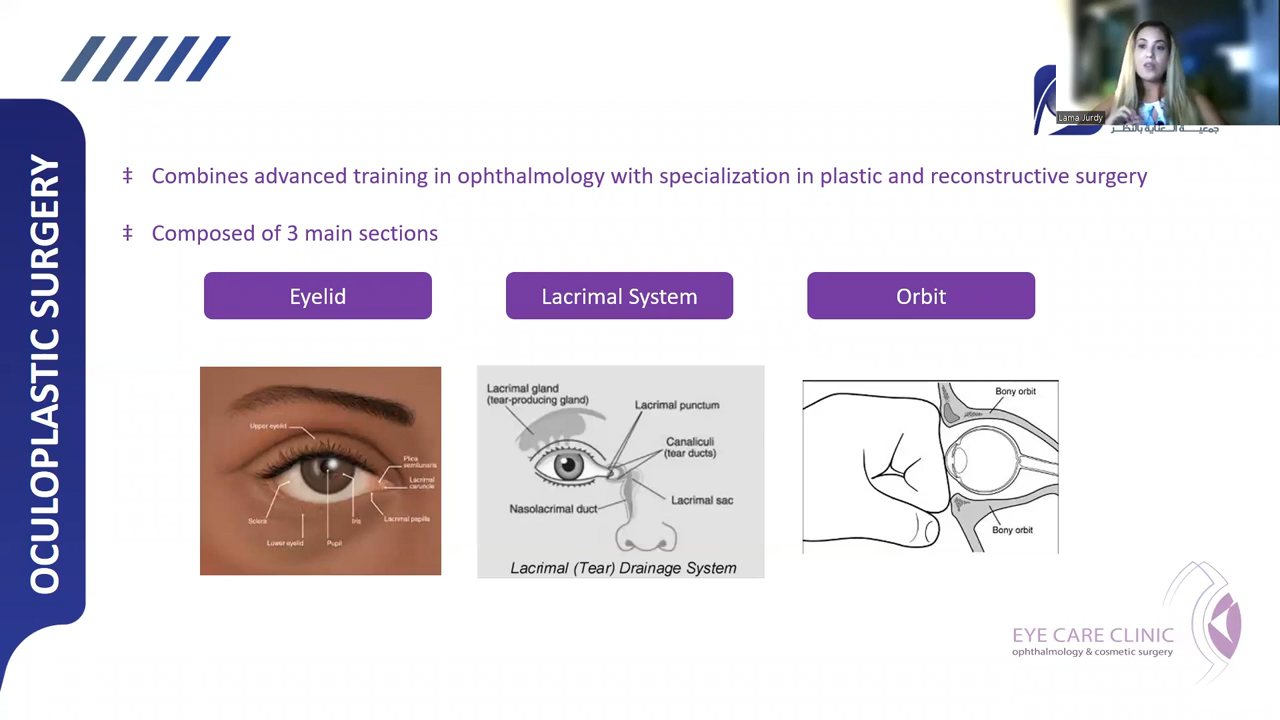 Lama Jurdy
جمعيـــة العناية بالنظـر
OCULOPLASTIC SURGERY
‡ Combines advanced training in ophthalmology with specialization in plastic and reconstructive surgery
‡ Composed of 3 main sections
Eyelid
Lacrimal System
Orbit
Upper eyelid
Plica
semilunaris
Lacrimal
caruncle
Lacrimal papilla
Sclera
Iris
Lower eyelid
Pupil
Lacrimal gland
(tear-producing gland)
Lacrimal punctum
Canaliculi
(tear ducts)
Lacrimal sac
Nasolacrimal duct
Lacrimal (Tear) Drainage System
Bony orbit
Bony orbit
EYE CARE CLINIC
ophthalmology & cosmetic surgery